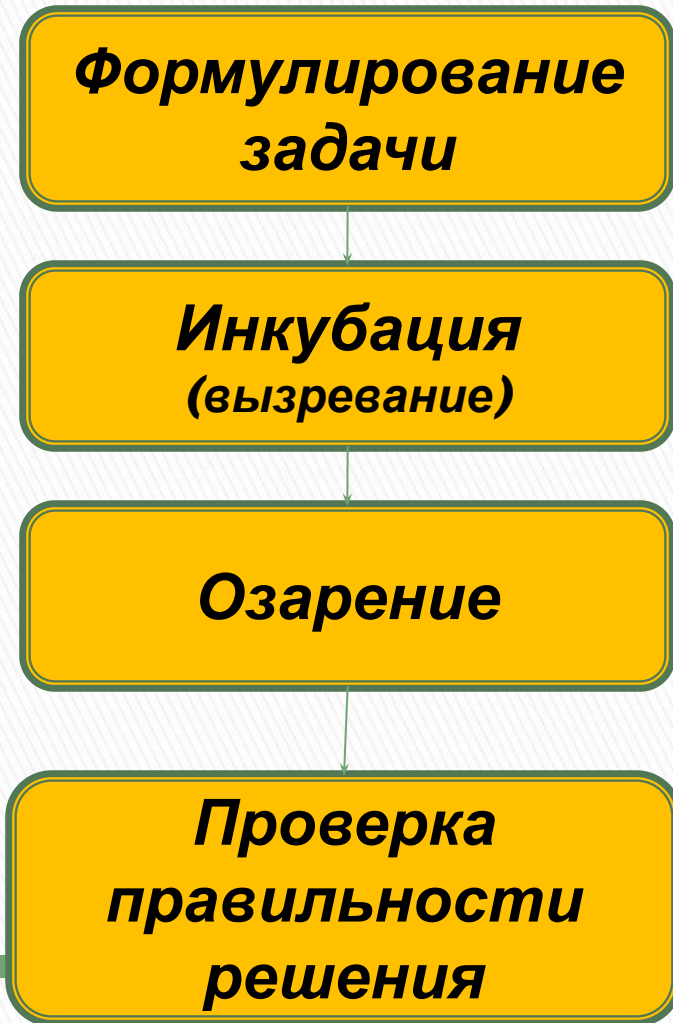 Формулирование
задачи
Инкубация
(вызревание)
Озарение
Проверка
правильности
решения